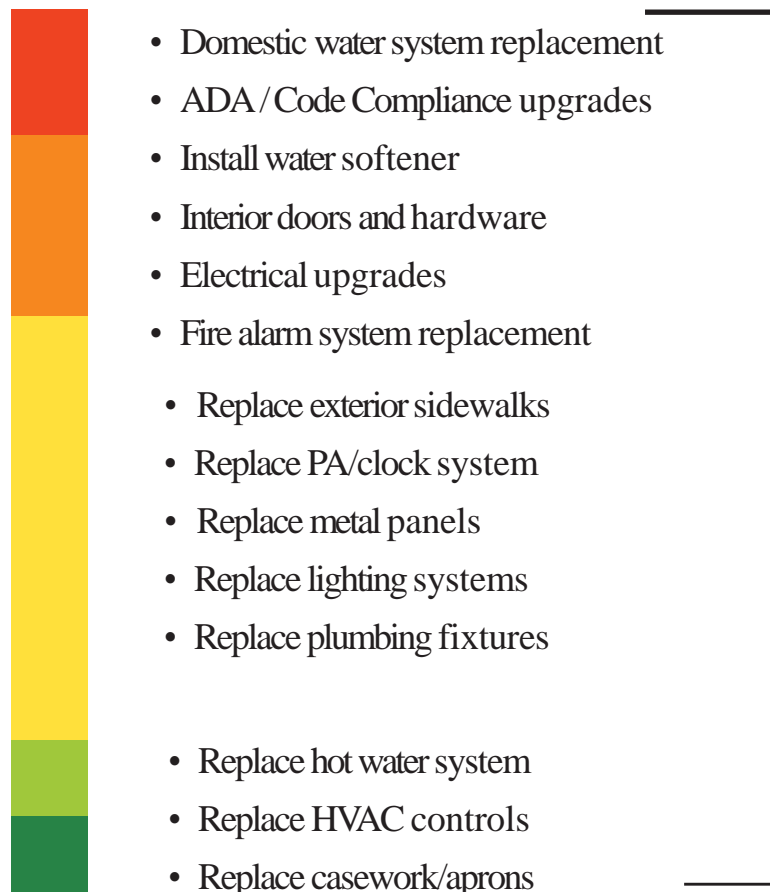 • Domestic water system replacement
• ADA / Code Compliance upgrades
• Install water softener
• Interior doors and hardware
• Electrical upgrades
• Fire alarm system replacement
• Replace exterior sidewalks
• Replace PA/clock system
• Replace metal panels
• Replace lighting systems
• Replace plumbing fixtures
• Replace hot water system
• Replace HVAC controls
• Replace casework/aprons